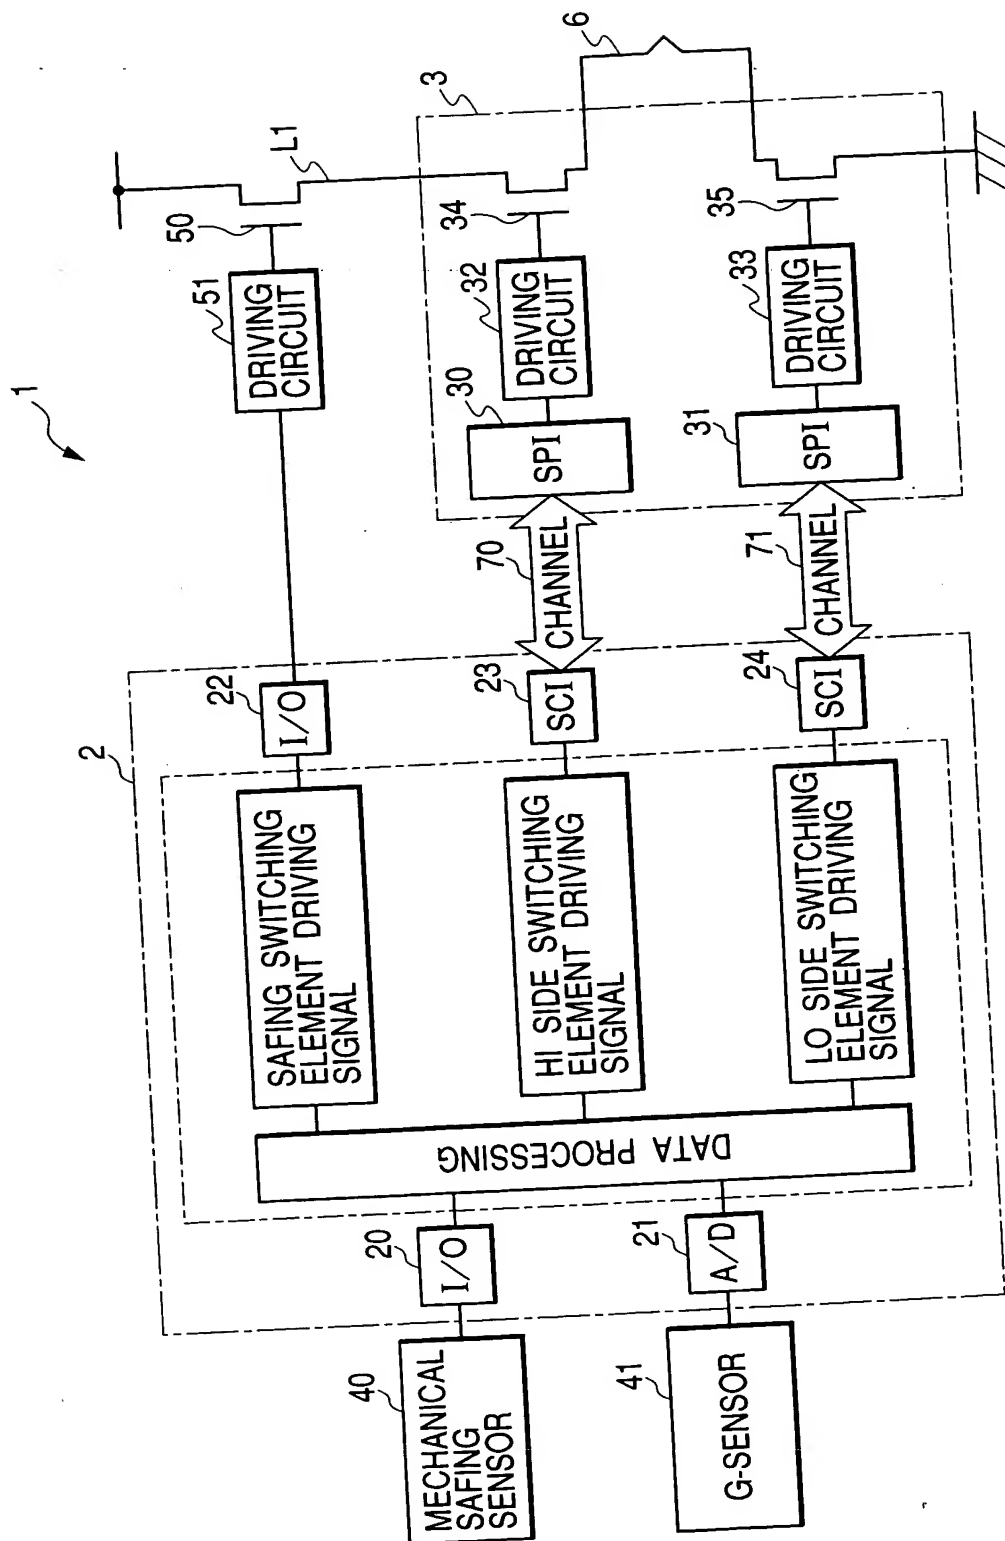 1
2
40
MECHANICAL
SAFING
SENSOR
41
G-SENSOR
20
I/O
21
A/D
DATA PROCESSING
SAFING SWITCHING
ELEMENT DRIVING
SIGNAL
HI SIDE SWITCHING
ELEMENT DRIVING
SIGNAL
LO SIDE SWITCHING
ELEMENT DRIVING
SIGNAL
22
I/O
23
SCI
24
SCI
70
CHANNEL
71
CHANNEL
3
30
SPI
31
SPI
51
DRIVING
CIRCUIT
32
DRIVING
CIRCUIT
33
DRIVING
CIRCUIT
50
34
35
L1
6